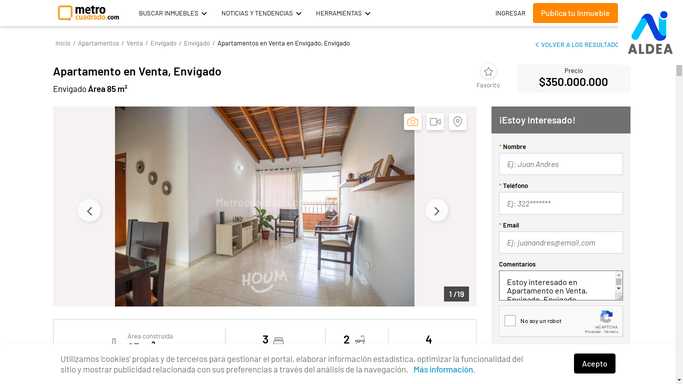 metro
cuadrado.com
BUSCAR INMUEBLES
NOTICIAS Y TENDENCIAS
HERRAMIENTAS
INGRESAR
Publica tu Inmueble
ALDEA
Inicio / Apartamentos / Venta / Envigado / Envigado / Apartamentos en Venta en Envigado, Envigado
< VOLVER A LOS RESULTADO
Apartamento en Venta, Envigado
Envigado Área 85 m²
Favorito
Precio
$350.000.000
HOUM
1 /19
¡Estoy Interesado!
* Nombre
Ej: Juan Andres
* Teléfono
Ej: 322*******
* Email
Ej: juanandres@email.com
Comentarios
Estoy interesado en
Apartamento en Venta,
Envigado, Envigado
No soy un robot
reCAPTCHA
Privacidad - Términos
Área construida
3
2
4
Utilizamos 'cookies' propias y de terceros para gestionar el portal, elaborar información estadística, optimizar la funcionalidad del
sitio y mostrar publicidad relacionada con sus preferencias a través del análisis de la navegación. Más información.
Acepto